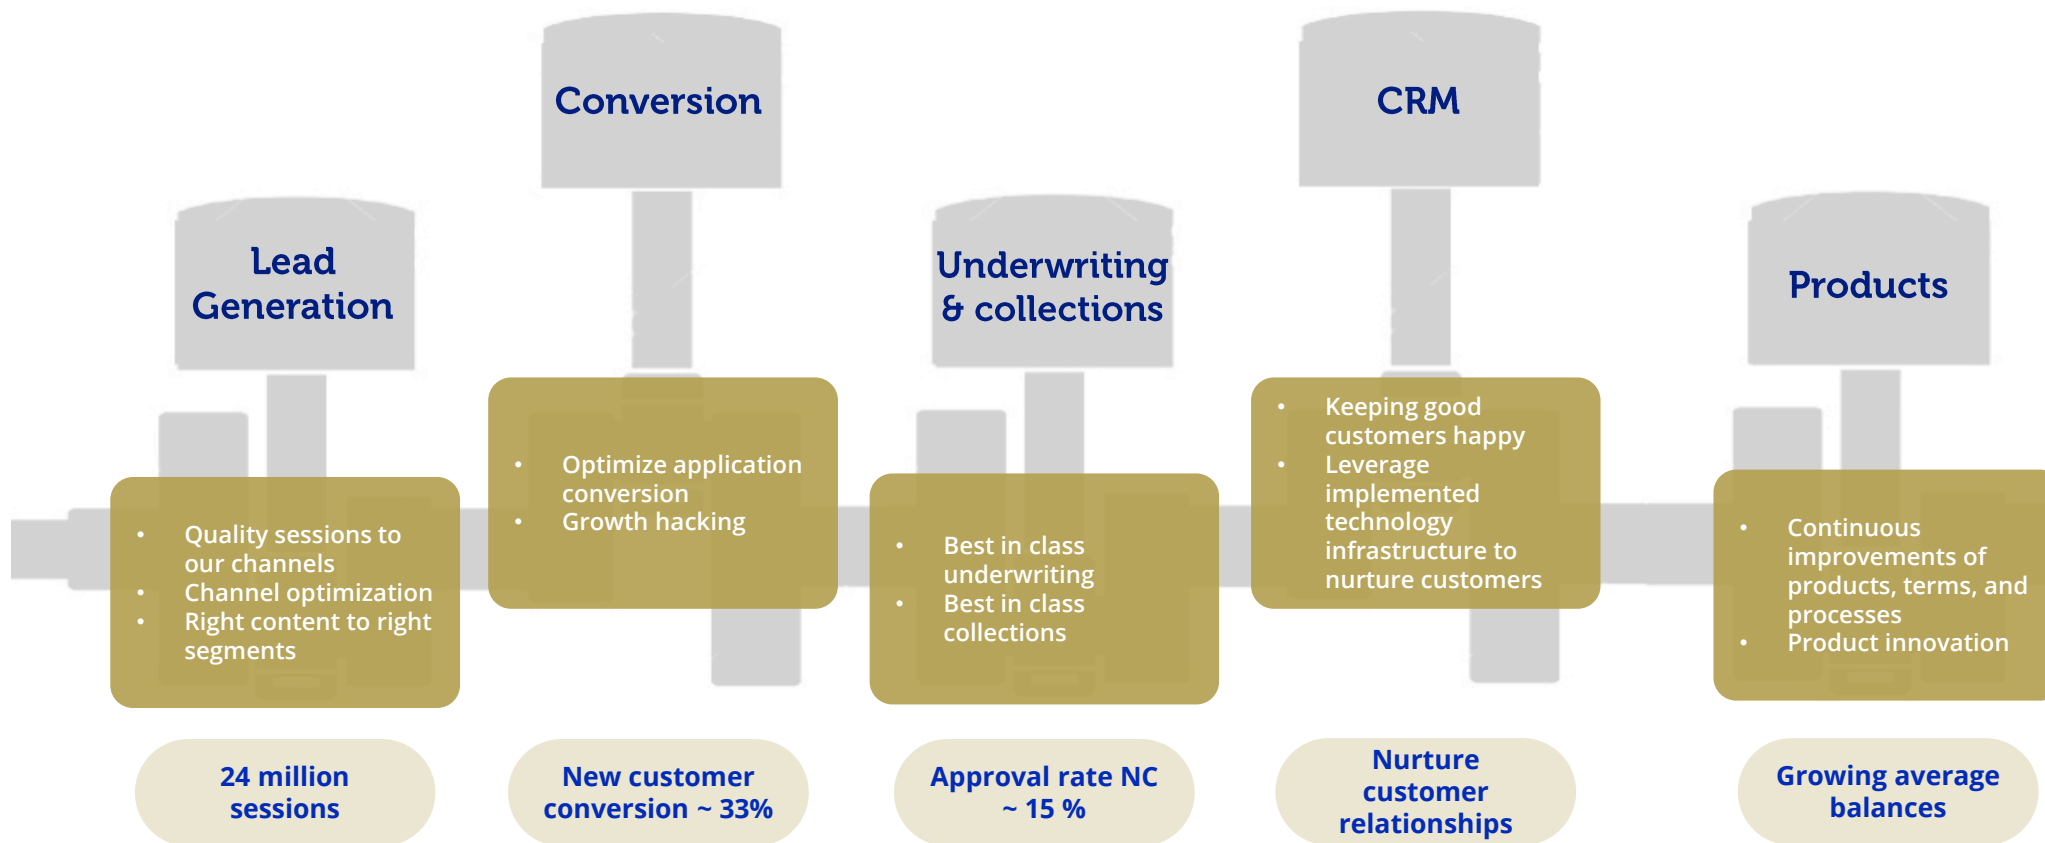 Lead
Generation
• Quality sessions to
our channels
• Channel optimization
• Right content to right
segments
24 million
sessions
Conversion
• Optimize application
conversion
• Growth hacking
New customer
conversion ~ 33%
Underwriting
& collections
• Best in class
underwriting
• Best in class
collections
Approval rate NC
~ 15 %
CRM
• Keeping good
customers happy
• Leverage
implemented
technology
infrastructure to
nurture customers
Nurture
customer
relationships
Products
• Continuous
improvements of
products, terms, and
processes
• Product innovation
Growing average
balances